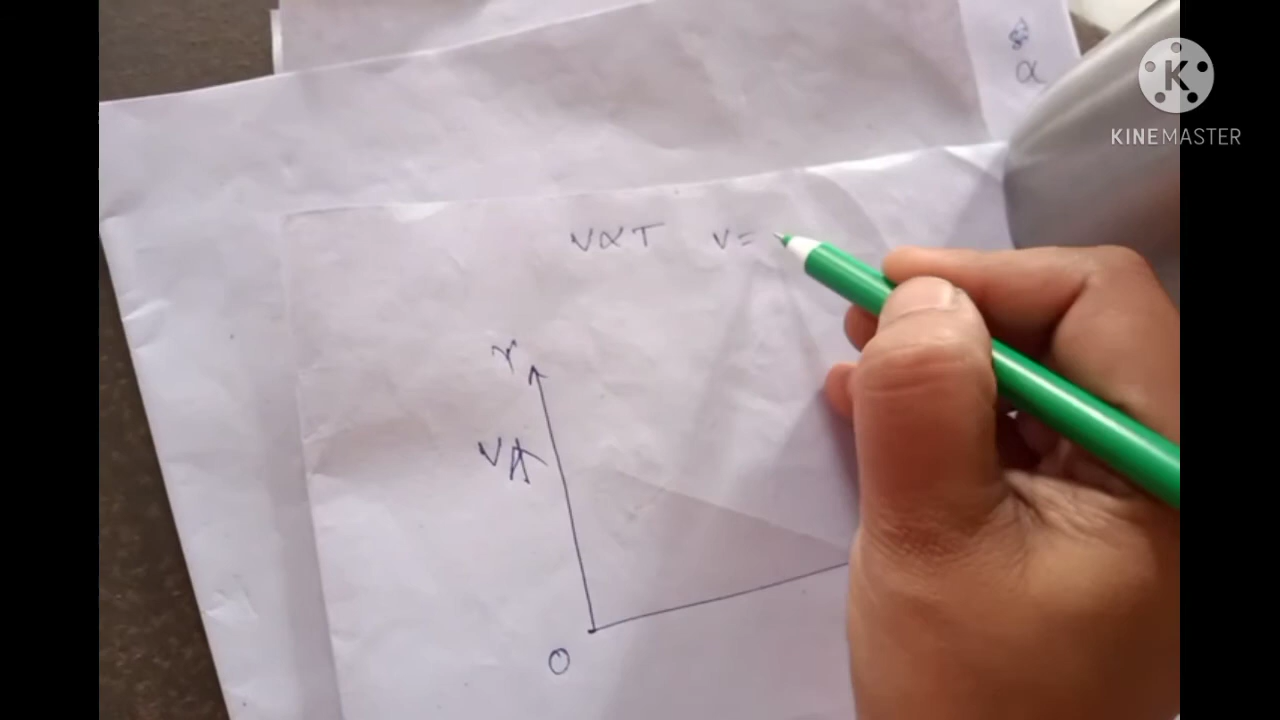 α
K
KINEMASTER
V∝T V=
Y
V
O